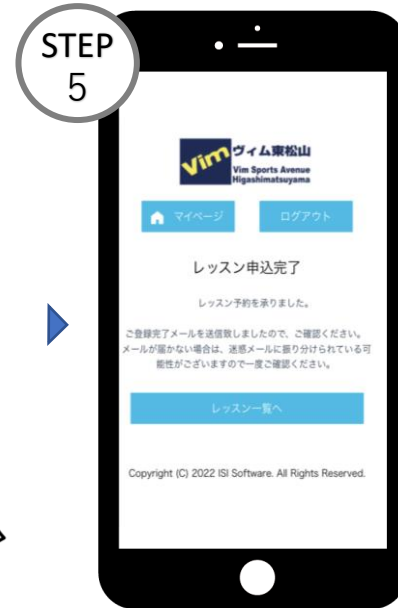 STEP
5
Vim
ヴィム東松山
Vim Sports Avenue
Higashimatsuyama
マイページ
ログアウト
レッスン申込完了
レッスン予約を承りました。
ご登録完了メールを送信致しましたので、ご確認ください。
メールが届かない場合は、迷惑メールに振り分けられている可
能性がございますので一度ご確認ください。
レッスン一覧へ
Copyright (C) 2022 ISI Software. All Rights Reserved.